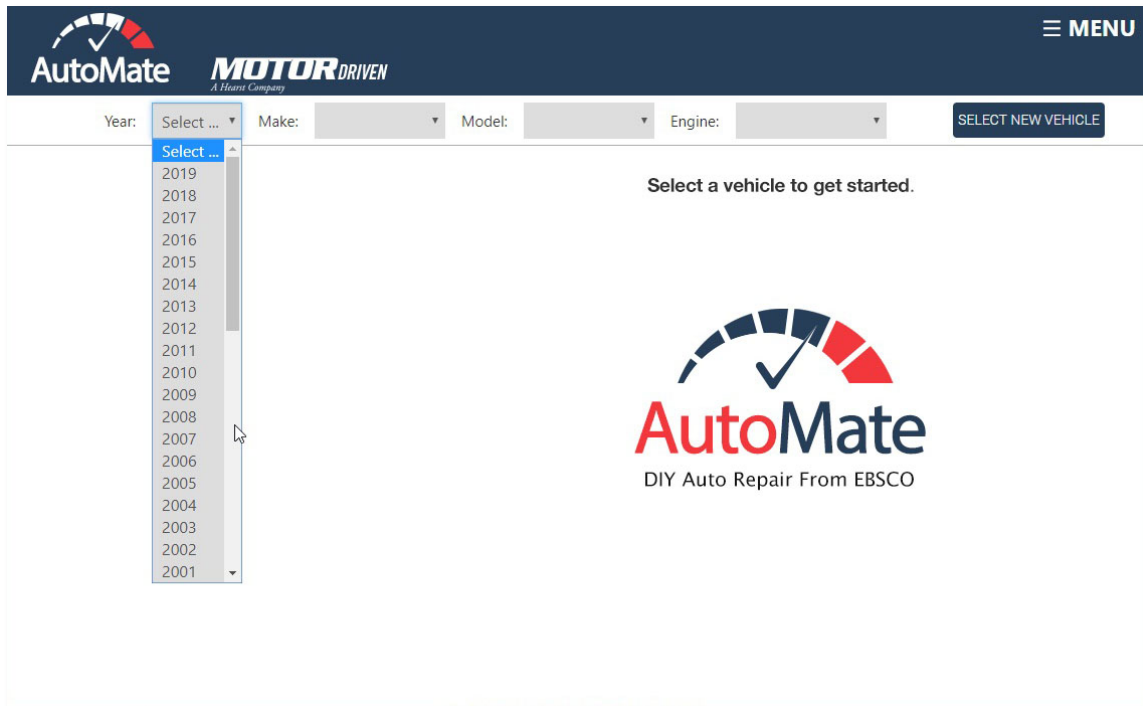 ☰ MENU
AutoMate
MOTOR DRIVEN
A Hearst Company
Year: Select ... Make: Model: Engine: SELECT NEW VEHICLE
Select ...
2019
2018
2017
2016
2015
2014
2013
2012
2011
2010
2009
2008
2007
2006
2005
2004
2003
2002
2001
Select a vehicle to get started.
AutoMate
DIY Auto Repair From EBSCO